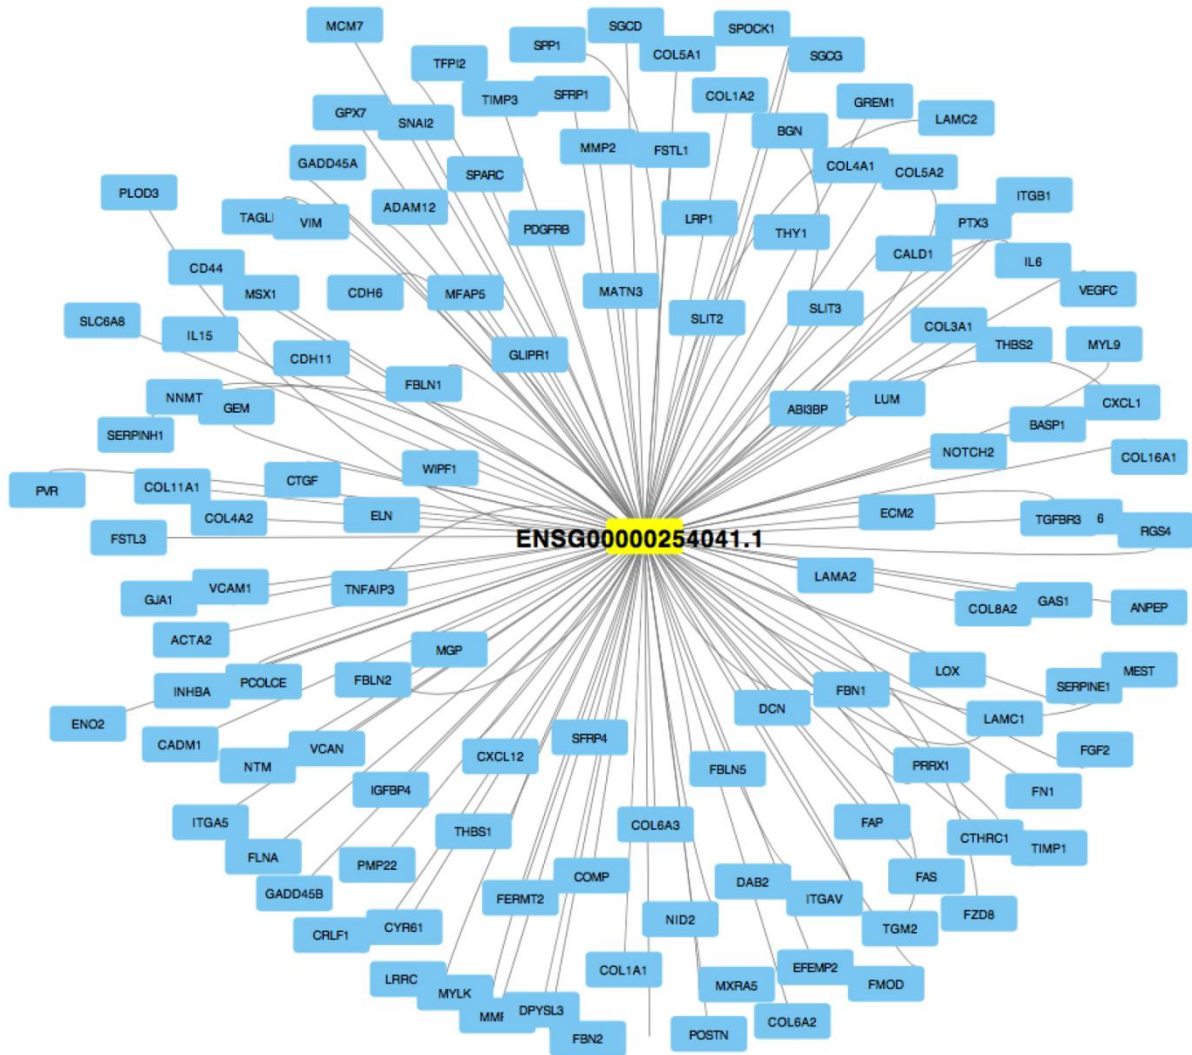 MCM7
SGCD
SPOCK1
SPP1
COL5A1
SGCG
TFPI2
TIMP3
SFRP1
COL1A2
GREM1
LAMC2
GPX7
SNAI2
BGN
MMP2
FSTL1
GADD45A
SPARC
COL4A1
COL5A2
PLOD3
ADAM12
ITGB1
TAGL
VIM
PDGFRB
LRP1
THY1
PTX3
CD44
CALD1
IL6
MSX1
CDH6
MFAP5
MATN3
VEGFC
SLC6A8
IL15
SLIT2
SLIT3
COL3A1
THBS2
MYL9
CDH11
GLIPR1
NNMT
GEM
FBLN1
ABI3BP
LUM
CXCL1
SERPINH1
BASP1
WIPF1
NOTCH2
COL16A1
PVR
COL11A1
CTGF
COL4A2
ELN
ECM2
TGFBR3
6
RGS4
FSTL3
ENSG00000254041.1
VCAM1
TNFAIP3
LAMA2
GJA1
COL8A2
GAS1
ANPEP
ACTA2
MGP
INHBA
PCOLCE
FBLN2
LOX
SERPINE1
MEST
ENO2
DCN
FBN1
LAMC1
CADM1
VCAN
SFRP4
NTM
CXCL12
FBLN5
PRRX1
FGF2
IGFBP4
FN1
ITGA5
THBS1
COL6A3
FAP
CTHRC1
TIMP1
FLNA
PMP22
GADD45B
FERMT2
COMP
DAB2
ITGAV
FAS
FZD8
CRLF1
CYR61
NID2
TGM2
LRRC
MYLK
COL1A1
MXRA5
EFEMP2
FMOD
MM
DPYSL3
FBN2
POSTN
COL6A2